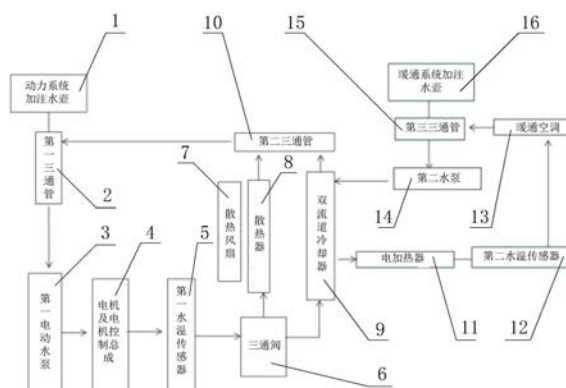 1
10
15
16
动力系统
加注水壶
暖通系统加注
水壶
第二三通管
第三三通管
暖通空调
第一三通管
2
7
8
第二水泵
14
13
3
4
5
散热风扇
散热器
双流道冷却器
第一电动水泵
电机及电机控制总成
第一水温传感器
三通阀
6
9
电加热器
第二水温传感器
11
12